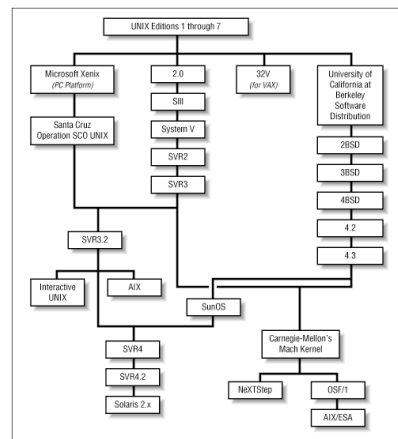 UNIX Editions 1 through 7
Microsoft Xenix
(PC Platform)
2.0
32V
(for VAX)
University of
California at
Berkeley
Software
Distribution
SIII
Santa Cruz
Operation SCO UNIX
System V
2BSD
SVR2
3BSD
SVR3
4BSD
4.2
SVR3.2
4.3
Interactive
UNIX
AIX
SunOS
Carnegie-Mellon's
Mach Kernel
SVR4
SVR4.2
NeXTStep
OSF/1
Solaris 2.x
AIX/ESA